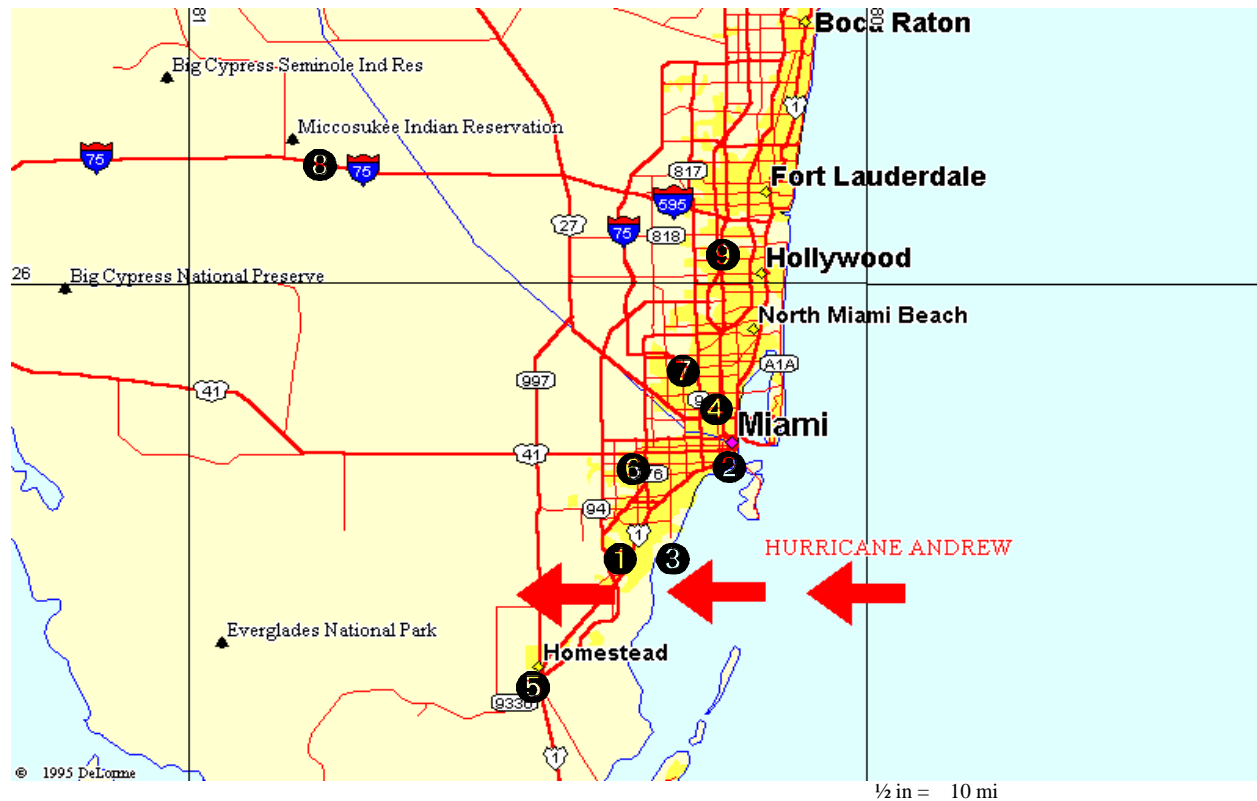 81
80
Boca Raton
Big Cypress Seminole Ind Res
1
Miccosukee Indian Reservation
75
8
75
817
Fort Lauderdale
595
27
75
818
9
Hollywood
26
Big Cypress National Preserve
North Miami Beach
A1A
7
997
41
9
4
Miami
41
6
76
2
94
1
HURRICANE ANDREW
1
3
Everglades National Park
Homestead
5
9336
1
© 1995 DeLorme
½ in = 10 mi